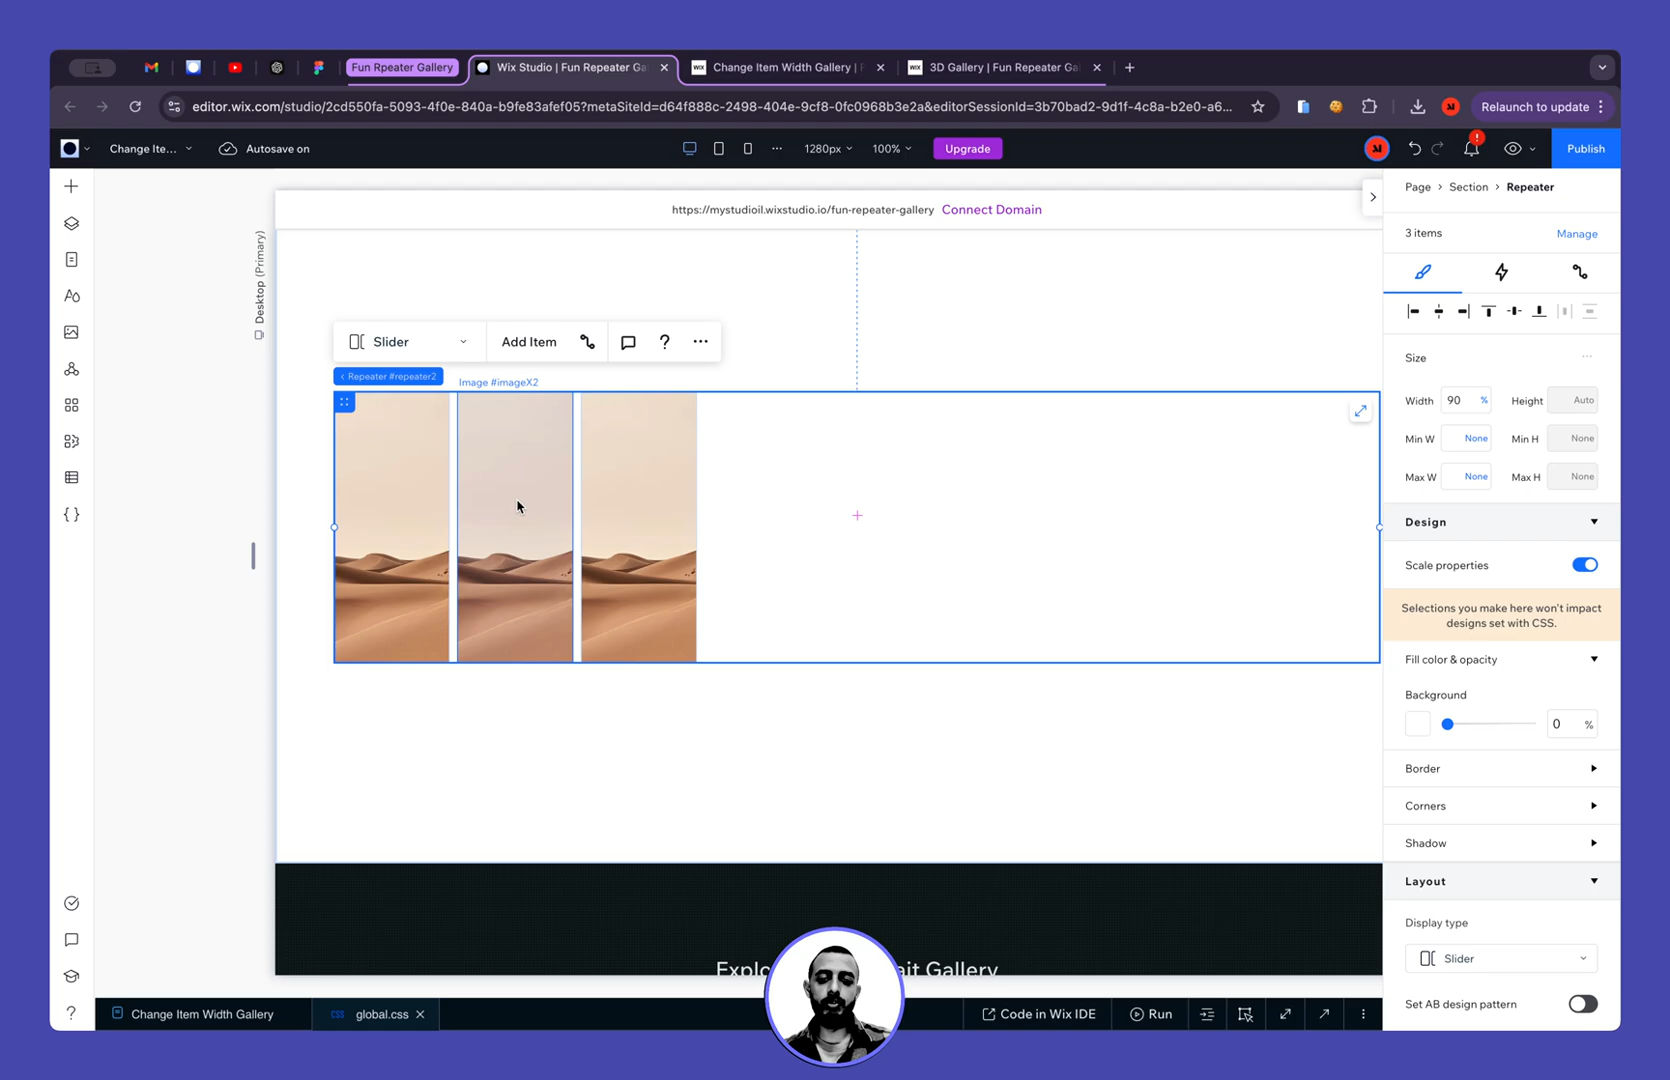 Fun Rpeater Gallery
Wix Studio | Fun Repeater Ga
Change Item Width Gallery | F
3D Gallery | Fun Repeater Ga
editor.wix.com/studio/2cd550fa-5093-4f0e-840a-b9fe83afef05?metaSiteId=d64f888c-2498-404e-9cf8-0fc0968b3e2a&editorSessionId=3b70bad2-9d1f-4c8a-b2e0-a6...
Relaunch to update
Change Ite...
Autosave on
1280px
100%
Upgrade
Publish
https://mystudioil.wixstudio.io/fun-repeater-gallery Connect Domain
Desktop (Primary)
Slider
Add Item
?
Repeater #repeater2
Image #imageX2
Page > Section > Repeater
3 items
Manage
Size
Width 90 %
Height Auto
Min W None
Min H None
Max W None
Max H None
Design
Scale properties
Selections you make here won't impact
designs set with CSS.
Fill color & opacity
Background
0 %
Border
Corners
Shadow
Layout
Display type
Slider
Set AB design pattern
Explo
ait Gallery
Change Item Width Gallery
CSS global.css
Code in Wix IDE
Run